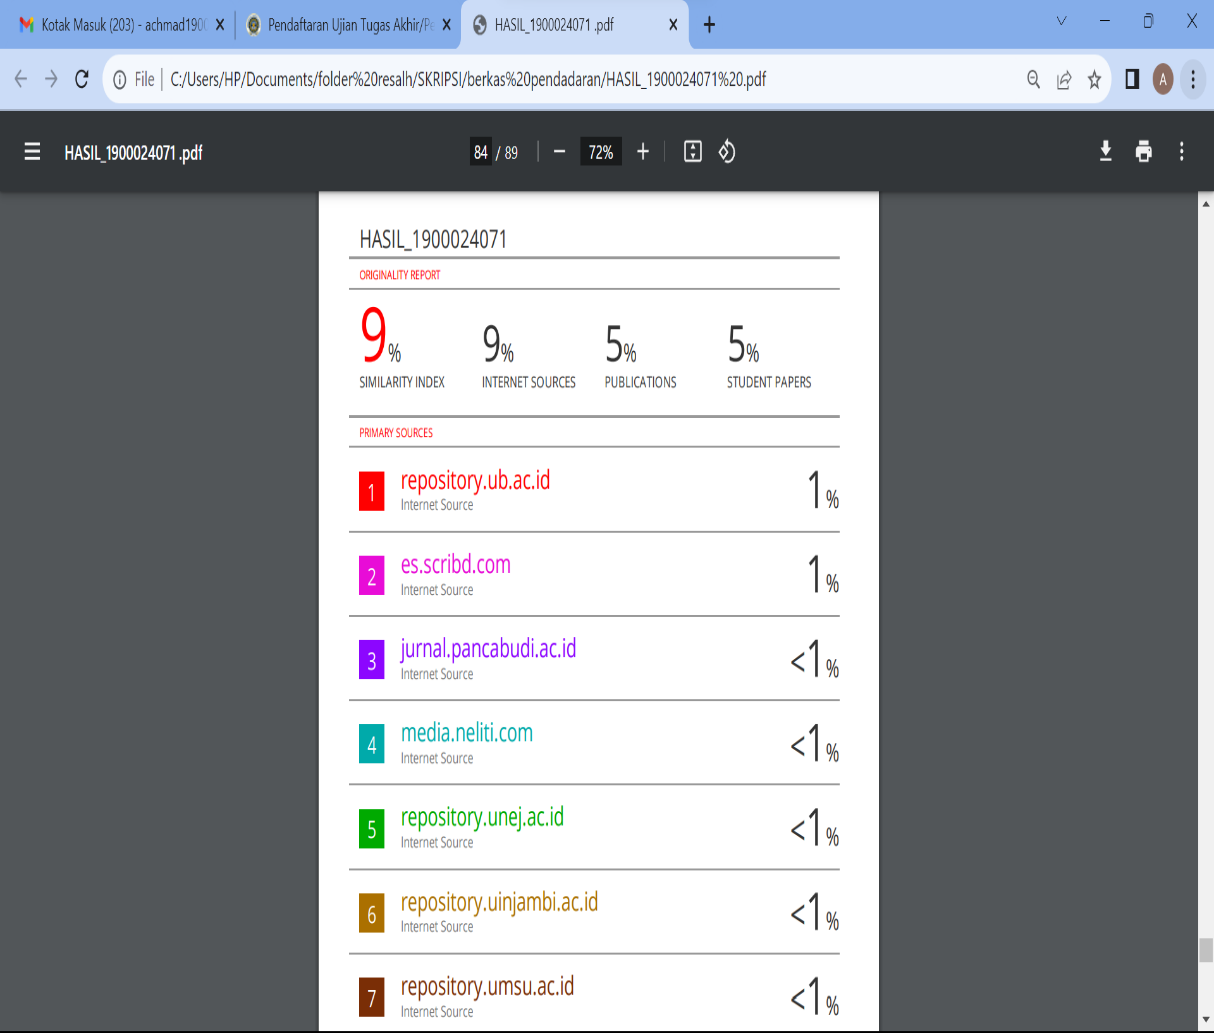 Kotak Masuk (203) - achmad190
Pendaftaran Ujian Tugas Akhir/Pe
HASIL_1900024071 .pdf
File
C:/Users/HP/Documents/folder%20resalh/SKRIPSI/berkas%20pendadaran/HASIL_1900024071%20.pdf
A
HASIL_1900024071 .pdf
84 / 89
72%
HASIL_1900024071
ORIGINALITY REPORT
9% 9% 5% 5%
SIMILARITY INDEX INTERNET SOURCES PUBLICATIONS STUDENT PAPERS
PRIMARY SOURCES
1 repository.ub.ac.id 1%
Internet Source
2 es.scribd.com 1%
Internet Source
3 jurnal.pancabudi.ac.id <1%
Internet Source
4 media.neliti.com <1%
Internet Source
5 repository.unej.ac.id <1%
Internet Source
6 repository.uinjambi.ac.id <1%
Internet Source
7 repository.umsu.ac.id <1%
Internet Source